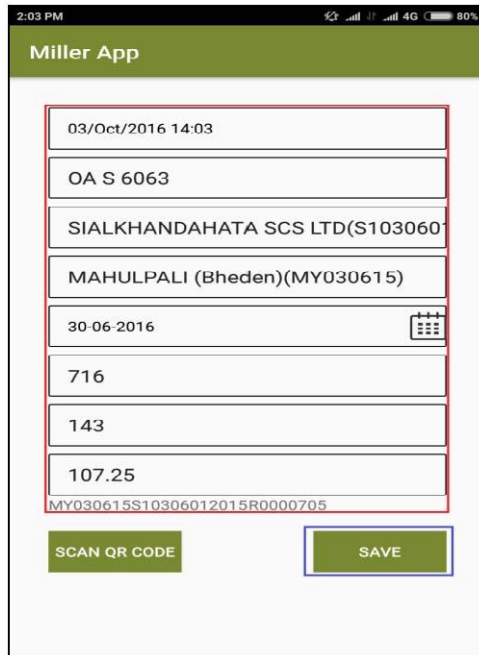 2:03 PM 4G 80%
Miller App
03/Oct/2016 14:03
OA S 6063
SIALKHANDAHATA SCS LTD(S103060
MAHULPALI (Bheden)(MY030615)
30-06-2016
716
143
107.25
MY030615S10306012015R0000705
SCAN QR CODE SAVE